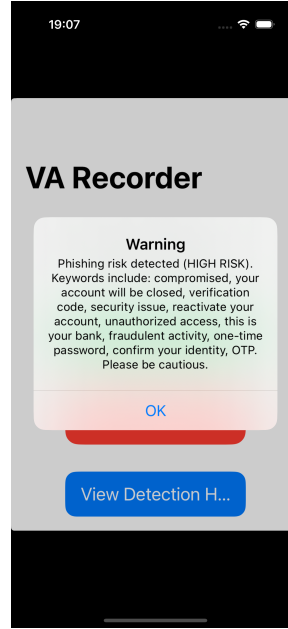 19:07
VA Recorder
Warning
Phishing risk detected (HIGH RISK).
Keywords include: compromised, your
account will be closed, verification
code, security issue, reactivate your
account, unauthorized access, this is
your bank, fraudulent activity, one-time
password, confirm your identity, OTP.
Please be cautious.
OK
View Detection H...